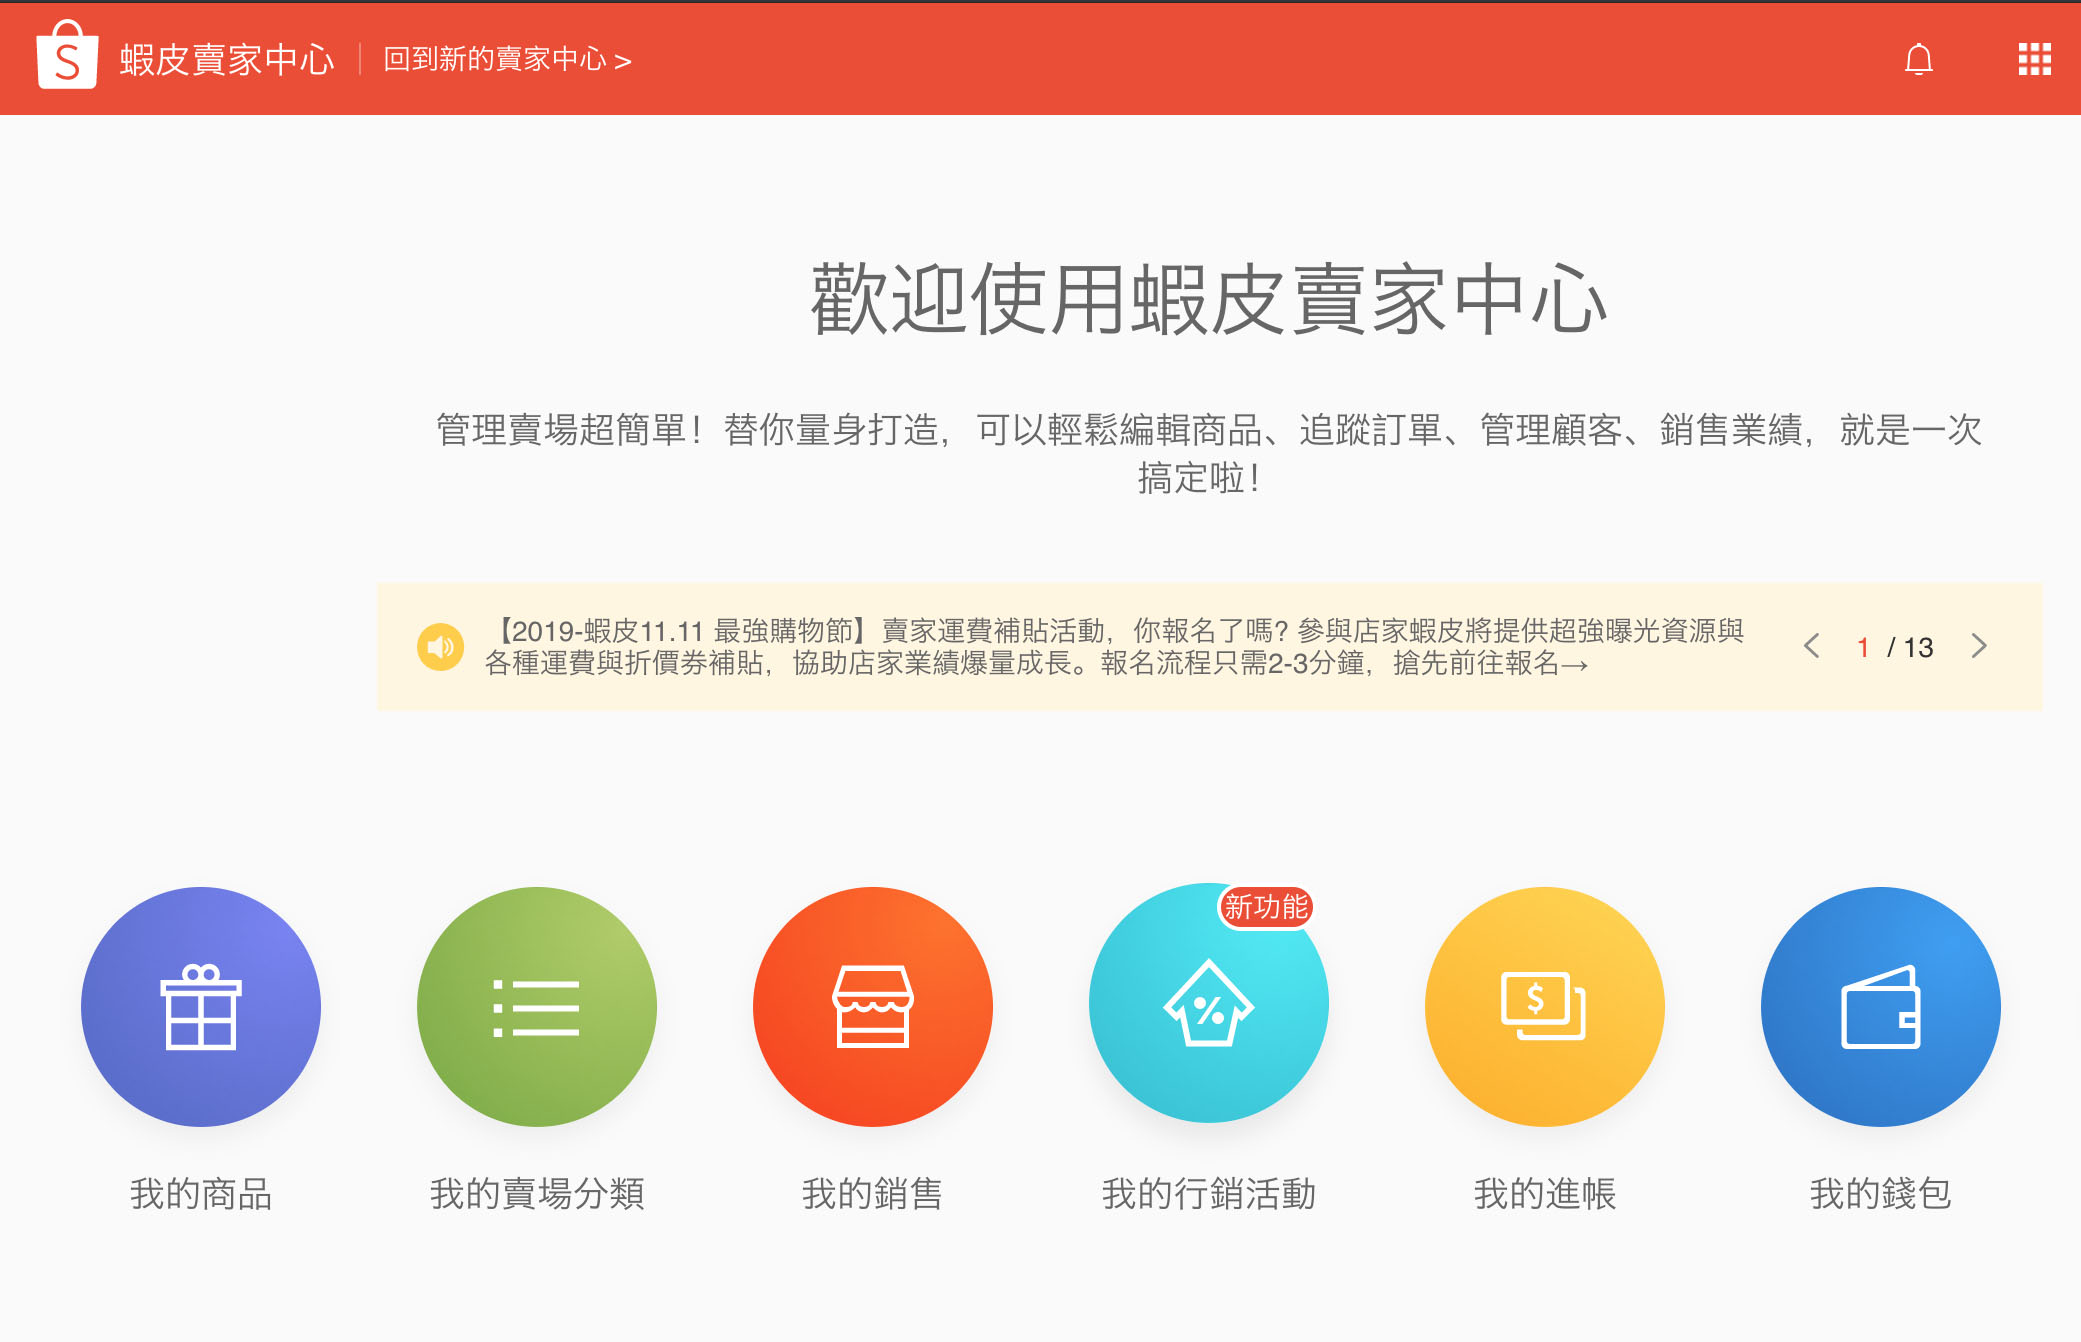 蝦皮賣家中心
回到新的賣家中心 >
歡迎使用蝦皮賣家中心
管理賣場超簡單！替你量身打造，可以輕鬆編輯商品、追蹤訂單、管理顧客、銷售業績，就是一次
搞定啦！
【2019-蝦皮11.11 最強購物節】賣家運費補貼活動，你報名了嗎? 參與店家蝦皮將提供超強曝光資源與
各種運費與折價券補貼，協助店家業績爆量成長。報名流程只需2-3分鐘，搶先前往報名→
1 / 13
新功能
我的商品
我的賣場分類
我的銷售
我的行銷活動
我的進帳
我的錢包